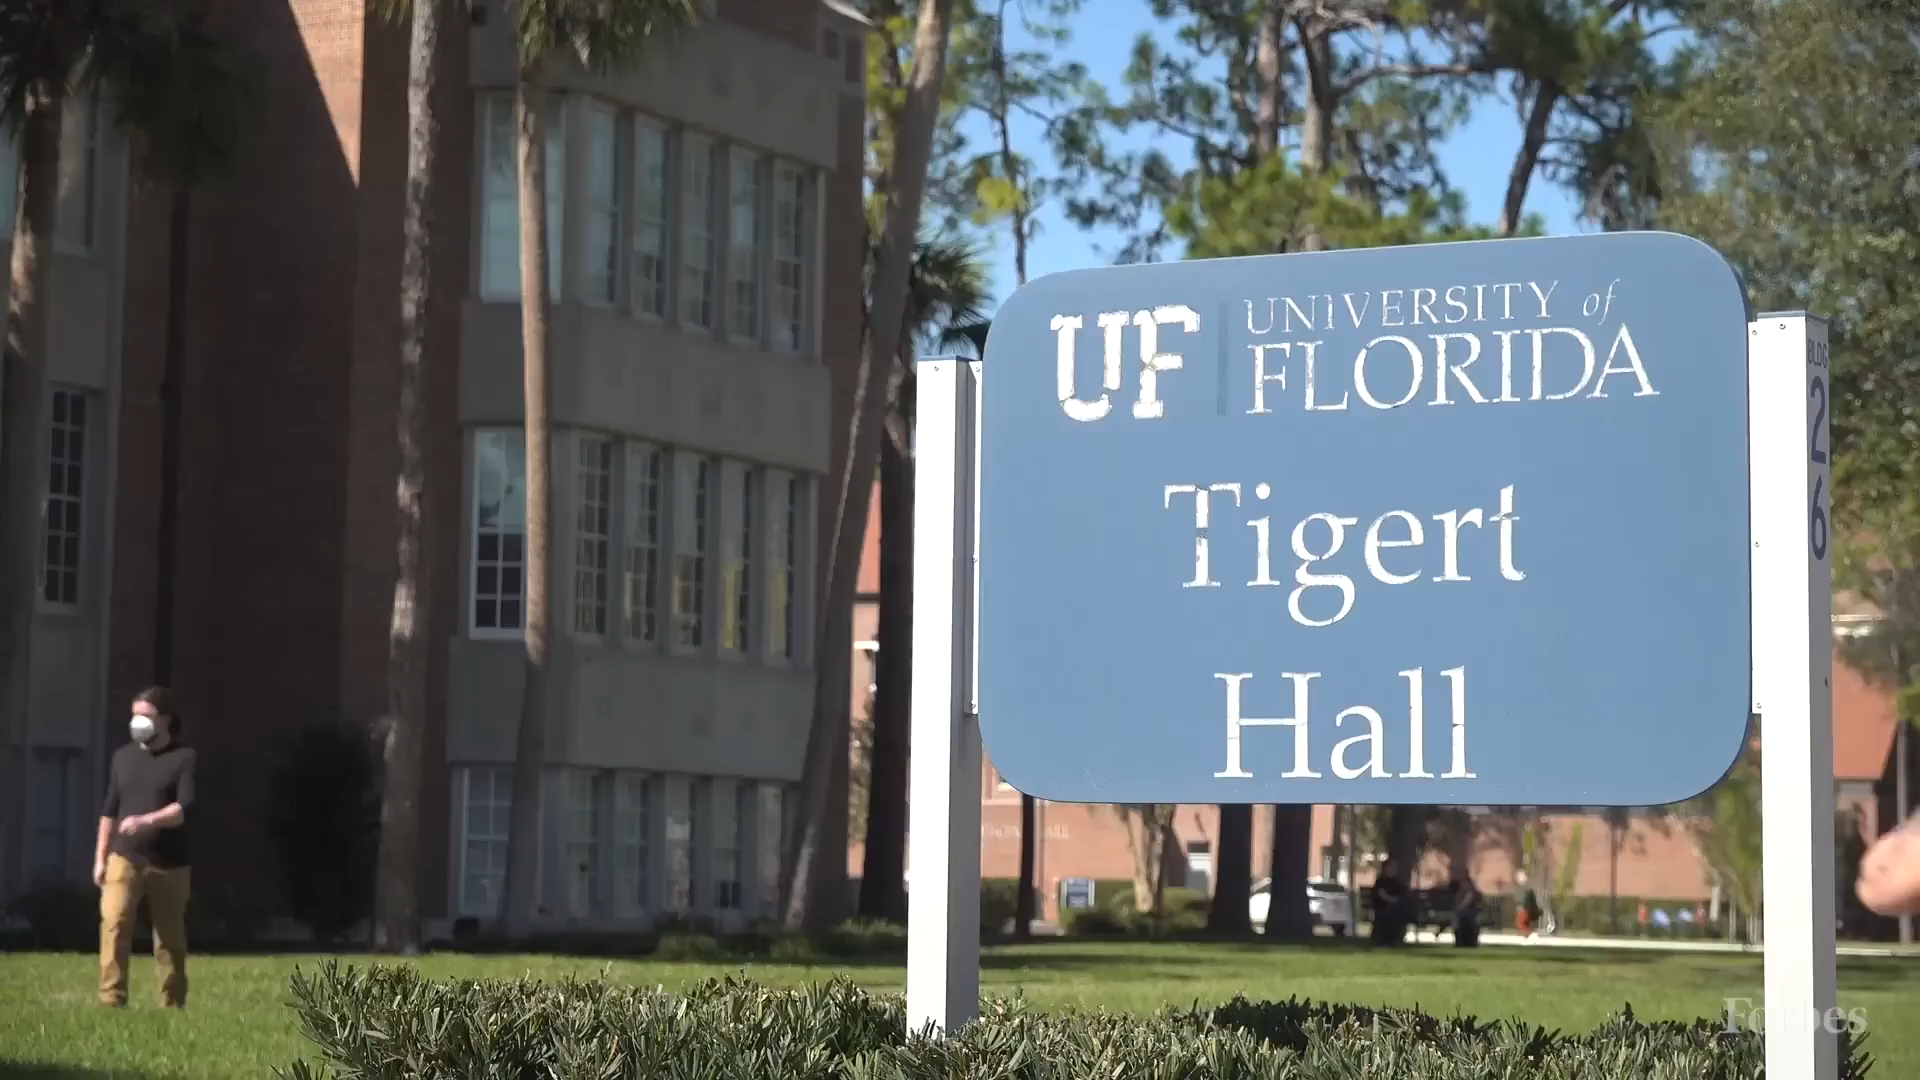 UF UNIVERSITY of
FLORIDA
Tigert
Hall
BLDG
26
Forbes